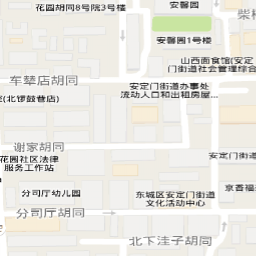 花园胡同8号院3号楼
安馨园
安馨园1号楼
山西面食馆(安定门
安定门街道社会管理综合
车辇店胡同
安定门街道办事处
(北锣鼓巷店)
流动人口和出租房屋...
谢家胡同
花园社区法律
服务工作站
安定门街道
分司厅幼儿园
东城区安定门街道
文化活动中心
京香福
分司厅胡同
北下洼子胡同